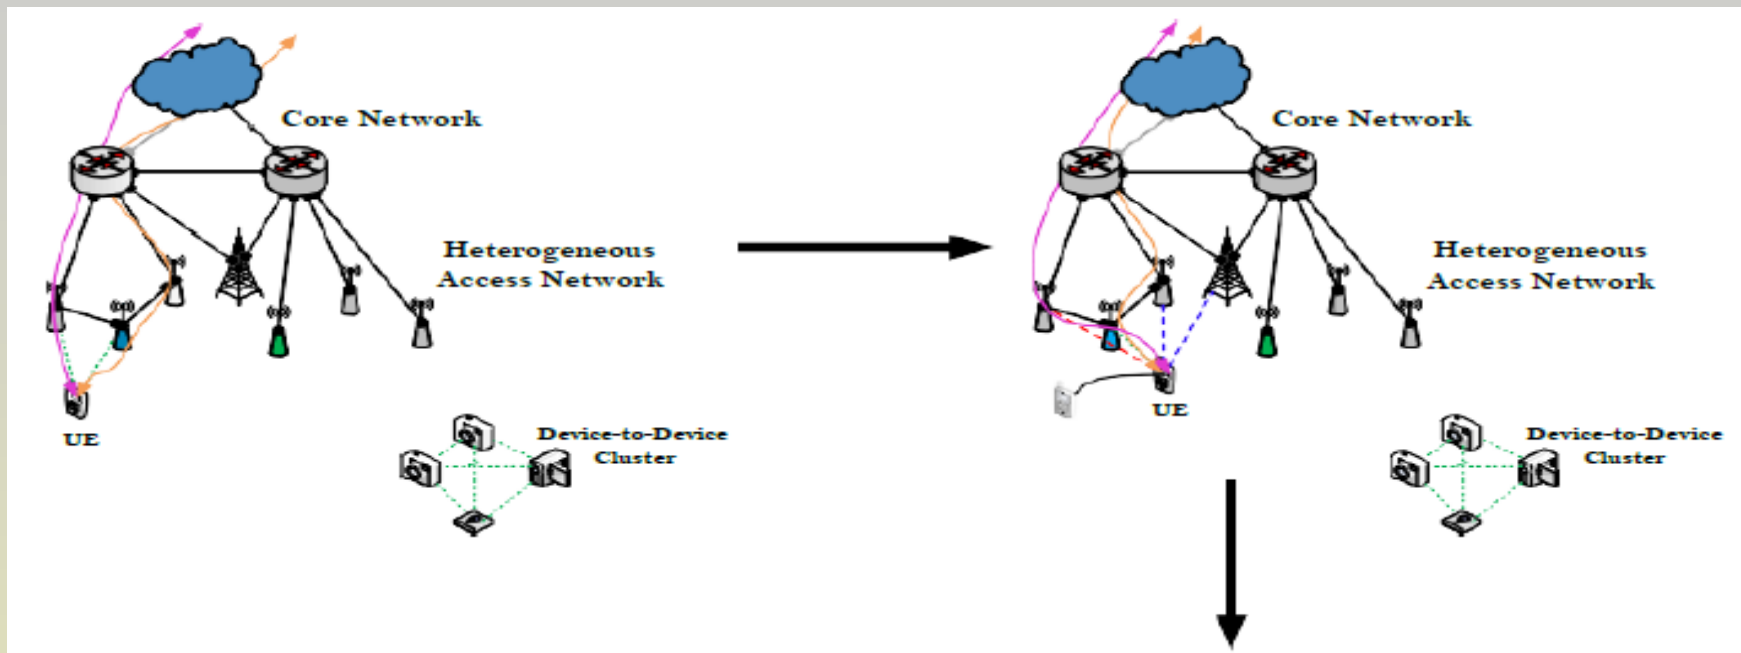 Core Network
Heterogeneous
Access Network
UE
Device-to-Device
Cluster
Core Network
Heterogeneous
Access Network
UE
Device-to-Device
Cluster